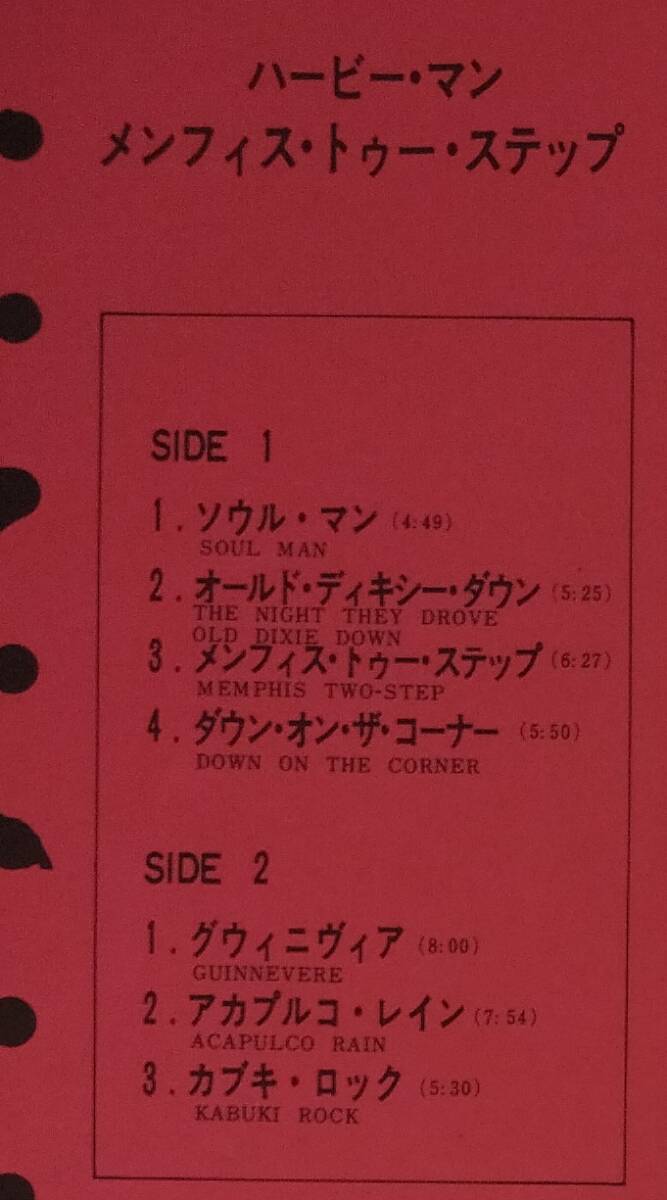 ハービー・マン
メンフィス・トゥー・ステップ
SIDE 1
1. ソウル・マン (4:49)
SOUL MAN
2. オールド・ディキシー・ダウン (5:25)
THE NIGHT THEY DROVE
OLD DIXIE DOWN
3. メンフィス・トゥー・ステップ (6:27)
MEMPHIS TWO-STEP
4. ダウン・オン・ザ・コーナー (5:50)
DOWN ON THE CORNER
SIDE 2
1. グウィニヴィア (8:00)
GUINNEVERE
2. アカプルコ・レイン (7:54)
ACAPULCO RAIN
3. カブキ・ロック (5:30)
KABUKI ROCK